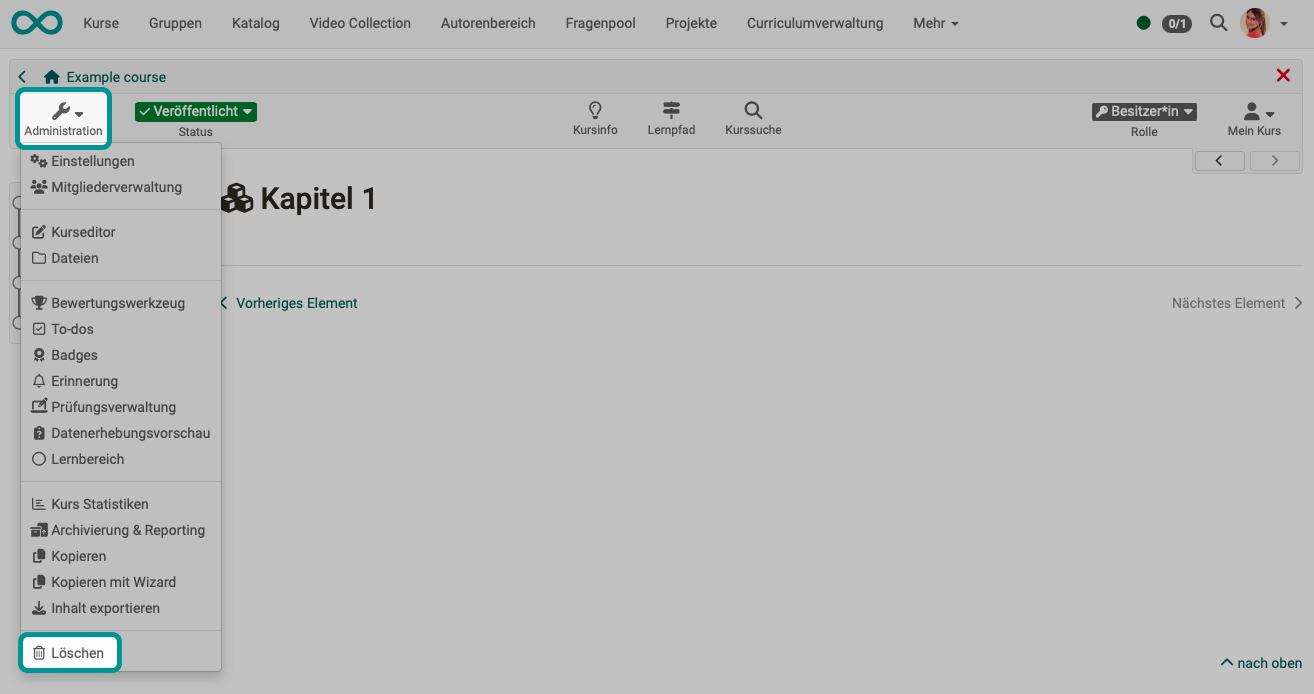 Kurse Gruppen Katalog Video Collection Autorenbereich Fragenpool Projekte Curriculumverwaltung Mehr 0/1
Example course
Administration
Veröffentlicht
Status
Kursinfo
Lernpfad
Kurssuche
Besitzer*in
Rolle
Mein Kurs
Einstellungen
Mitgliederverwaltung
Kurseditor
Dateien
Bewertungswerkzeug
To-dos
Badges
Erinnerung
Prüfungsverwaltung
Datenerhebungsvorschau
Lernbereich
Kurs Statistiken
Archivierung & Reporting
Kopieren
Kopieren mit Wizard
Inhalt exportieren
Löschen
Kapitel 1
Vorheriges Element
Nächstes Element
nach oben